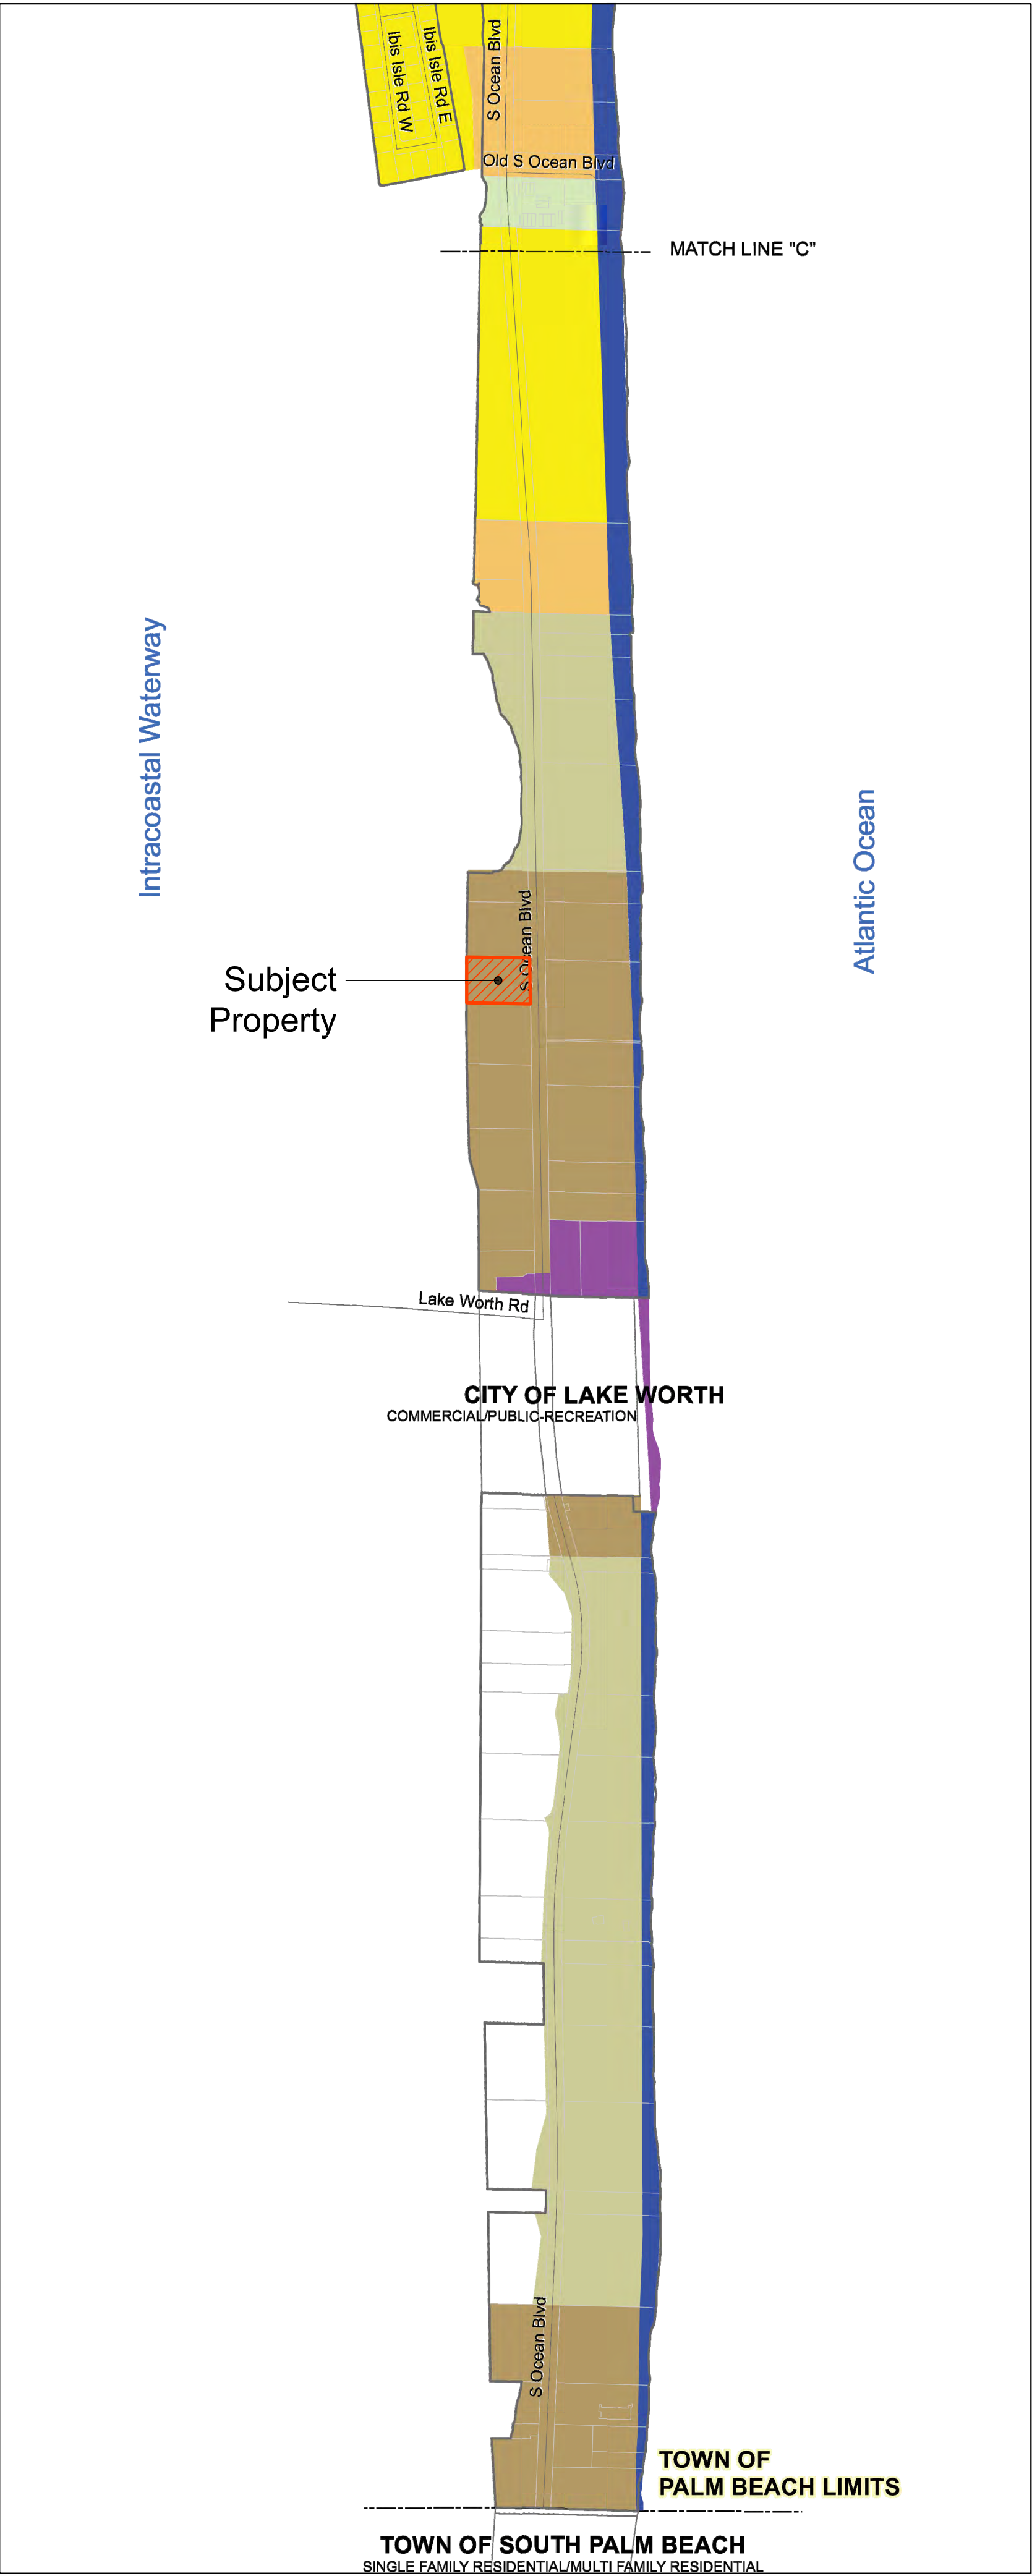 Ibis Isle Rd W
Ibis Isle Rd E
S Ocean Blvd
Old S Ocean Blvd
MATCH LINE "C"
Intracoastal Waterway
Atlantic Ocean
S Ocean Blvd
Subject
Property
Lake Worth Rd
CITY OF LAKE WORTH
COMMERCIAL/PUBLIC-RECREATION
S Ocean Blvd
TOWN OF
PALM BEACH LIMITS
TOWN OF SOUTH PALM BEACH
SINGLE FAMILY RESIDENTIAL/MULTI FAMILY RESIDENTIAL